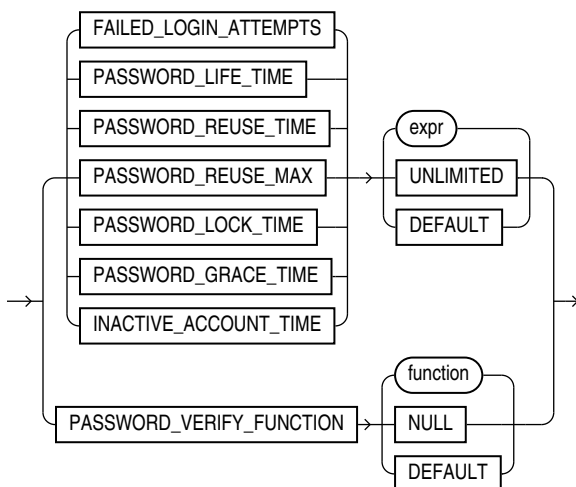 FAILED_LOGIN_ATTEMPTS
PASSWORD_LIFE_TIME
PASSWORD_REUSE_TIME
PASSWORD_REUSE_MAX
PASSWORD_LOCK_TIME
PASSWORD_GRACE_TIME
INACTIVE_ACCOUNT_TIME
expr
UNLIMITED
DEFAULT
PASSWORD_VERIFY_FUNCTION
function
NULL
DEFAULT